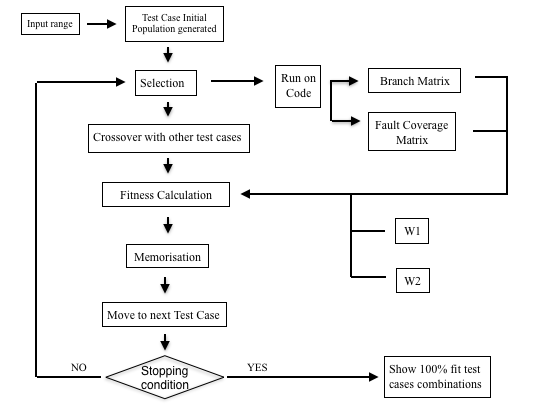 Input range
Test Case Initial
Population generated
Selection
Run on
Code
Branch Matrix
Fault Coverage
Matrix
Crossover with other test cases
Fitness Calculation
W1
W2
Memorisation
Move to next Test Case
NO
Stopping
condition
YES
Show 100% fit test
cases combinations